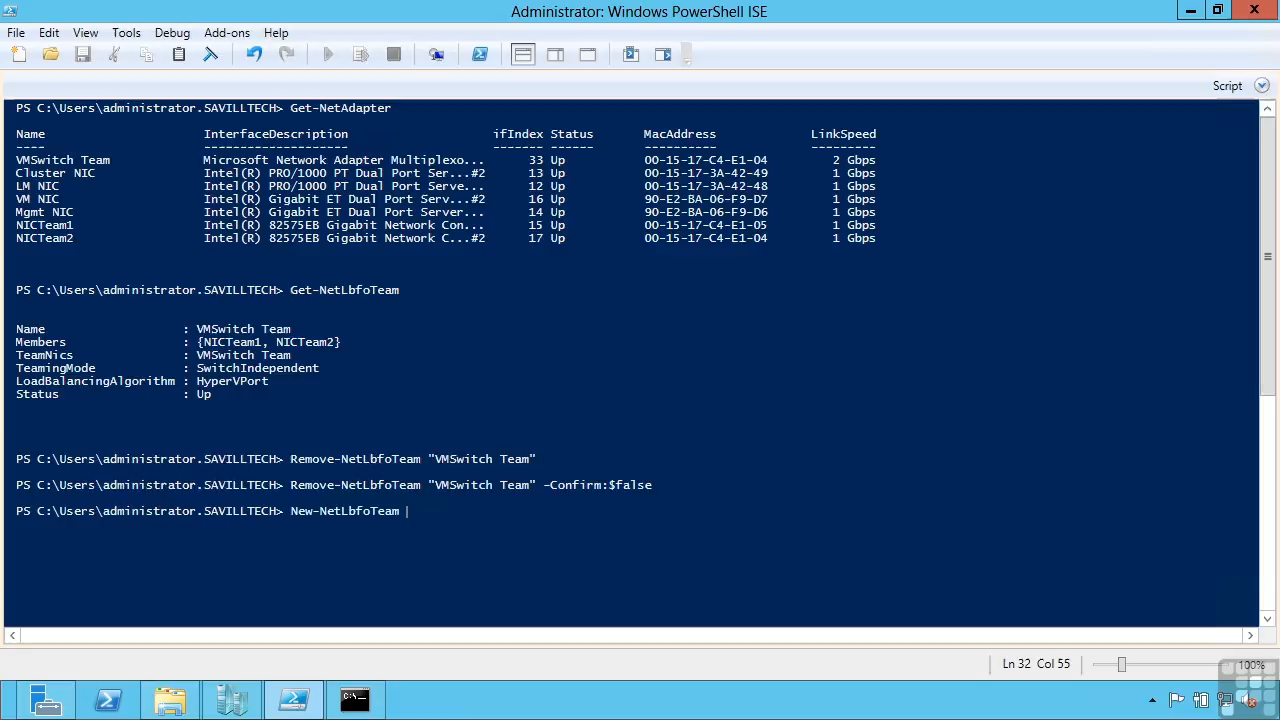 Administrator: Windows PowerShell ISE
File Edit View Tools Debug Add-ons Help
Script
PS C:\Users\administrator.SAVILLTECH> Get-NetAdapter
Name InterfaceDescription ifIndex Status MacAddress LinkSpeed
---- -------------------- ------- ------ ---------- ---------
VMSwitch Team Microsoft Network Adapter Multiplexo... 33 Up 00-15-17-C4-E1-04 2 Gbps
Cluster NIC Intel(R) PRO/1000 PT Dual Port Ser...#2 13 Up 00-15-17-3A-42-49 1 Gbps
LM NIC Intel(R) PRO/1000 PT Dual Port Serve... 12 Up 00-15-17-3A-42-48 1 Gbps
VM NIC Intel(R) Gigabit ET Dual Port Serv...#2 16 Up 90-E2-BA-06-F9-D7 1 Gbps
Mgmt NIC Intel(R) Gigabit ET Dual Port Server... 14 Up 90-E2-BA-06-F9-D6 1 Gbps
NICTeam1 Intel(R) 82575EB Gigabit Network Con... 15 Up 00-15-17-C4-E1-05 1 Gbps
NICTeam2 Intel(R) 82575EB Gigabit Network C...#2 17 Up 00-15-17-C4-E1-04 1 Gbps
PS C:\Users\administrator.SAVILLTECH> Get-NetLbfoTeam
Name : VMSwitch Team
Members : {NICTeam1, NICTeam2}
TeamNics : VMSwitch Team
TeamingMode : SwitchIndependent
LoadBalancingAlgorithm : HyperVPort
Status : Up
PS C:\Users\administrator.SAVILLTECH> Remove-NetLbfoTeam "VMSwitch Team"
PS C:\Users\administrator.SAVILLTECH> Remove-NetLbfoTeam "VMSwitch Team" -Confirm:$false
PS C:\Users\administrator.SAVILLTECH> New-NetLbfoTeam
Ln 32 Col 55 100%